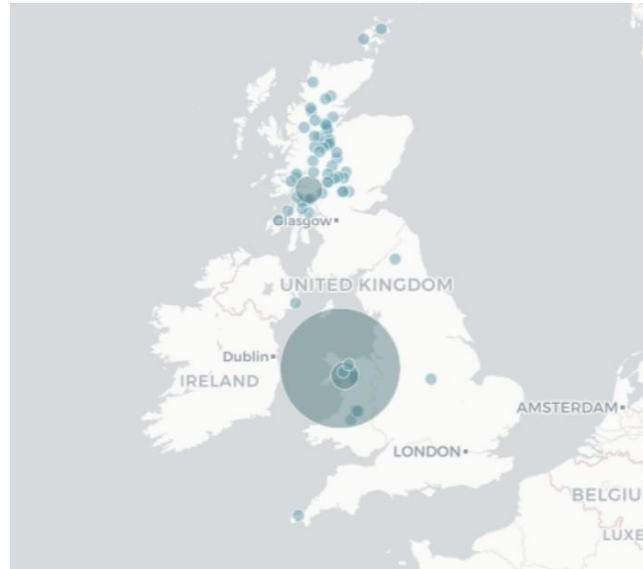 Glasgow
UNITED KINGDOM
Dublin
IRELAND
AMSTERDAM
LONDON
BELGIU
LUXE